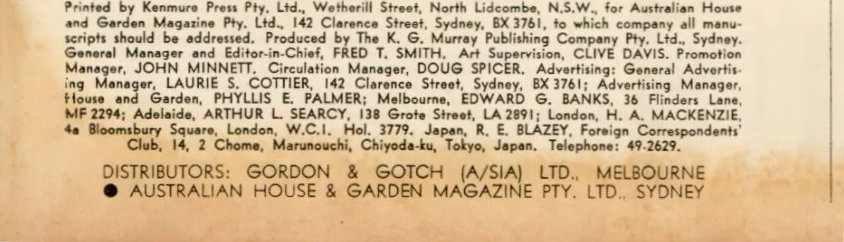 Printed by Kenmure Press Pty. Ltd., Wetherill Street, North Lidcombe, N.S.W., for Australian House
and Garden Magazine Pty. Ltd., 142 Clarence Street, Sydney, BX 3761, to which company all manu-
scripts should be addressed. Produced by The K. G. Murray Publishing Company Pty. Ltd., Sydney.
General Manager and Editor-in-Chief, FRED T. SMITH. Art Supervision, CLIVE DAVIS. Promotion
Manager, JOHN MINNETT. Circulation Manager, DOUG SPICER. Advertising: General Advertis-
ing Manager, LAURIE S. COTTIER, 142 Clarence Street, Sydney, BX 3761; Advertising Manager,
House and Garden, PHYLLIS E. PALMER; Melbourne, EDWARD G. BANKS, 36 Flinders Lane,
MF 2294; Adelaide, ARTHUR L. SEARCY, 138 Grote Street, LA 2891; London, H. A. MACKENZIE,
4a Bloomsbury Square, London, W.C.I. Hol. 3779. Japan, R. E. BLAZEY, Foreign Correspondents'
Club, 14, 2 Chome, Marunouchi, Chiyoda-ku, Tokyo, Japan. Telephone: 49-2629.
DISTRIBUTORS: GORDON & GOTCH (A/SIA) LTD., MELBOURNE
● AUSTRALIAN HOUSE & GARDEN MAGAZINE PTY. LTD., SYDNEY